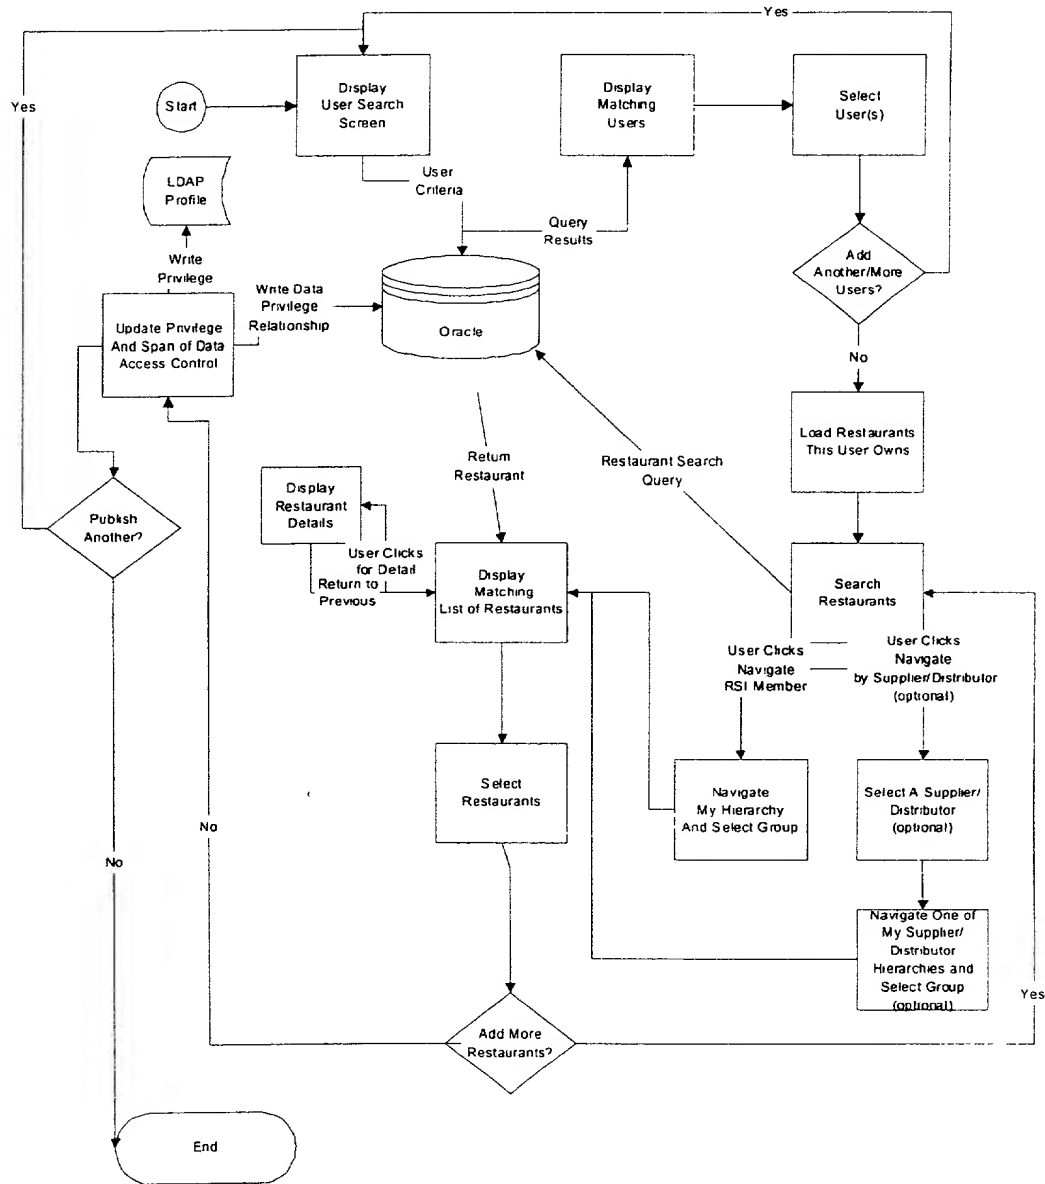 Yes
Yes
Start
Display
User Search
Screen
Display
Matching
Users
Select
User(s)
LDAP
Profile
User
Criteria
Query
Results
Add
Another/More
Users?
Write
Privilege
Write Data
Privilege
Relationship
Oracle
Update Privilege
And Span of Data
Access Control
No
Load Restaurants
This User Owns
Return
Restaurant
Restaurant Search
Query
Display
Restaurant
Details
Publish
Another?
User Clicks
for Detail
Return to
Previous
Display
Matching
List of Restaurants
Search
Restaurants
User Clicks
Navigate
RSI Member
User Clicks
Navigate
by Supplier/Distributor
(optional)
Select
Restaurants
Navigate
My Hierarchy
And Select Group
Select A Supplier/
Distributor
(optional)
No
No
Navigate One of
My Supplier/
Distributor
Hierarchies and
Select Group
(optional)
Yes
Add More
Restaurants?
End